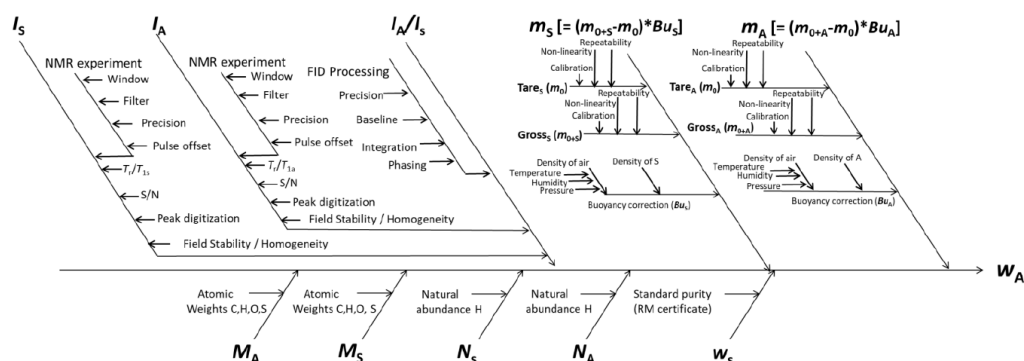 I_S
I_A
I_A/I_s
m_S [= (m_0+S-m_0)*Bu_S]
m_A [= (m_0+A-m_0)*Bu_A]
NMR experiment
Window
Filter
Precision
Pulse offset
T_r/T_1s
S/N
Peak digitization
Field Stability / Homogeneity
NMR experiment
Window
Filter
Precision
Pulse offset
T_r/T_1a
S/N
Peak digitization
Field Stability / Homogeneity
FID Processing
Precision
Baseline
Integration
Phasing
Repeatability
Non-linearity
Calibration
Tare_S (m_0)
Repeatability
Non-linearity
Calibration
Gross_S (m_0+S)
Density of air
Density of S
Temperature
Humidity
Pressure
Buoyancy correction (Bu_S)
Repeatability
Non-linearity
Calibration
Tare_A (m_0)
Repeatability
Non-linearity
Calibration
Gross_A (m_0+A)
Density of air
Density of A
Temperature
Humidity
Pressure
Buoyancy correction (Bu_A)
w_A
Atomic
Weights C,H,O,S
Atomic
Weights C,H,O, S
Natural
abundance H
Natural
abundance H
Standard purity
(RM certificate)
M_A
M_S
N_s
N_A
w_s